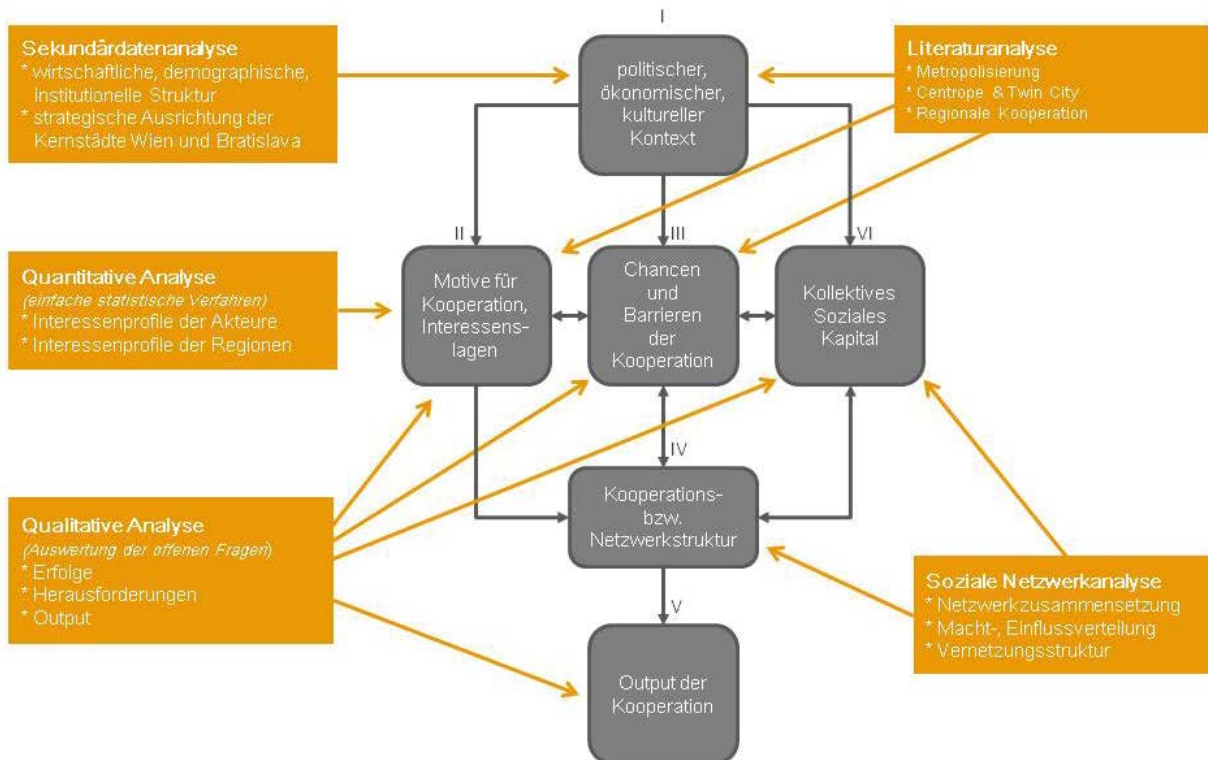 I
Sekundärdatenanalyse
* wirtschaftliche, demographische,
institutionelle Struktur
* strategische Ausrichtung der
Kernstädte Wien und Bratislava
politischer,
ökonomischer,
kultureller
Kontext
Literaturanalyse
* Metropolisierung
* Centrope & Twin City
* Regionale Kooperation
II
III
VI
Quantitative Analyse
(einfache statistische Verfahren)
* Interessenprofile der Akteure
* Interessenprofile der Regionen
Motive für
Kooperation,
Interessens-
lagen
Chancen
und
Barrieren
der
Kooperation
Kollektives
Soziales
Kapital
IV
Qualitative Analyse
(Auswertung der offenen Fragen)
* Erfolge
* Herausforderungen
* Output
Kooperations-
bzw.
Netzwerkstruktur
Soziale Netzwerkanalyse
* Netzwerkzusammensetzung
* Macht-, Einflussverteilung
* Vernetzungsstruktur
V
Output der
Kooperation